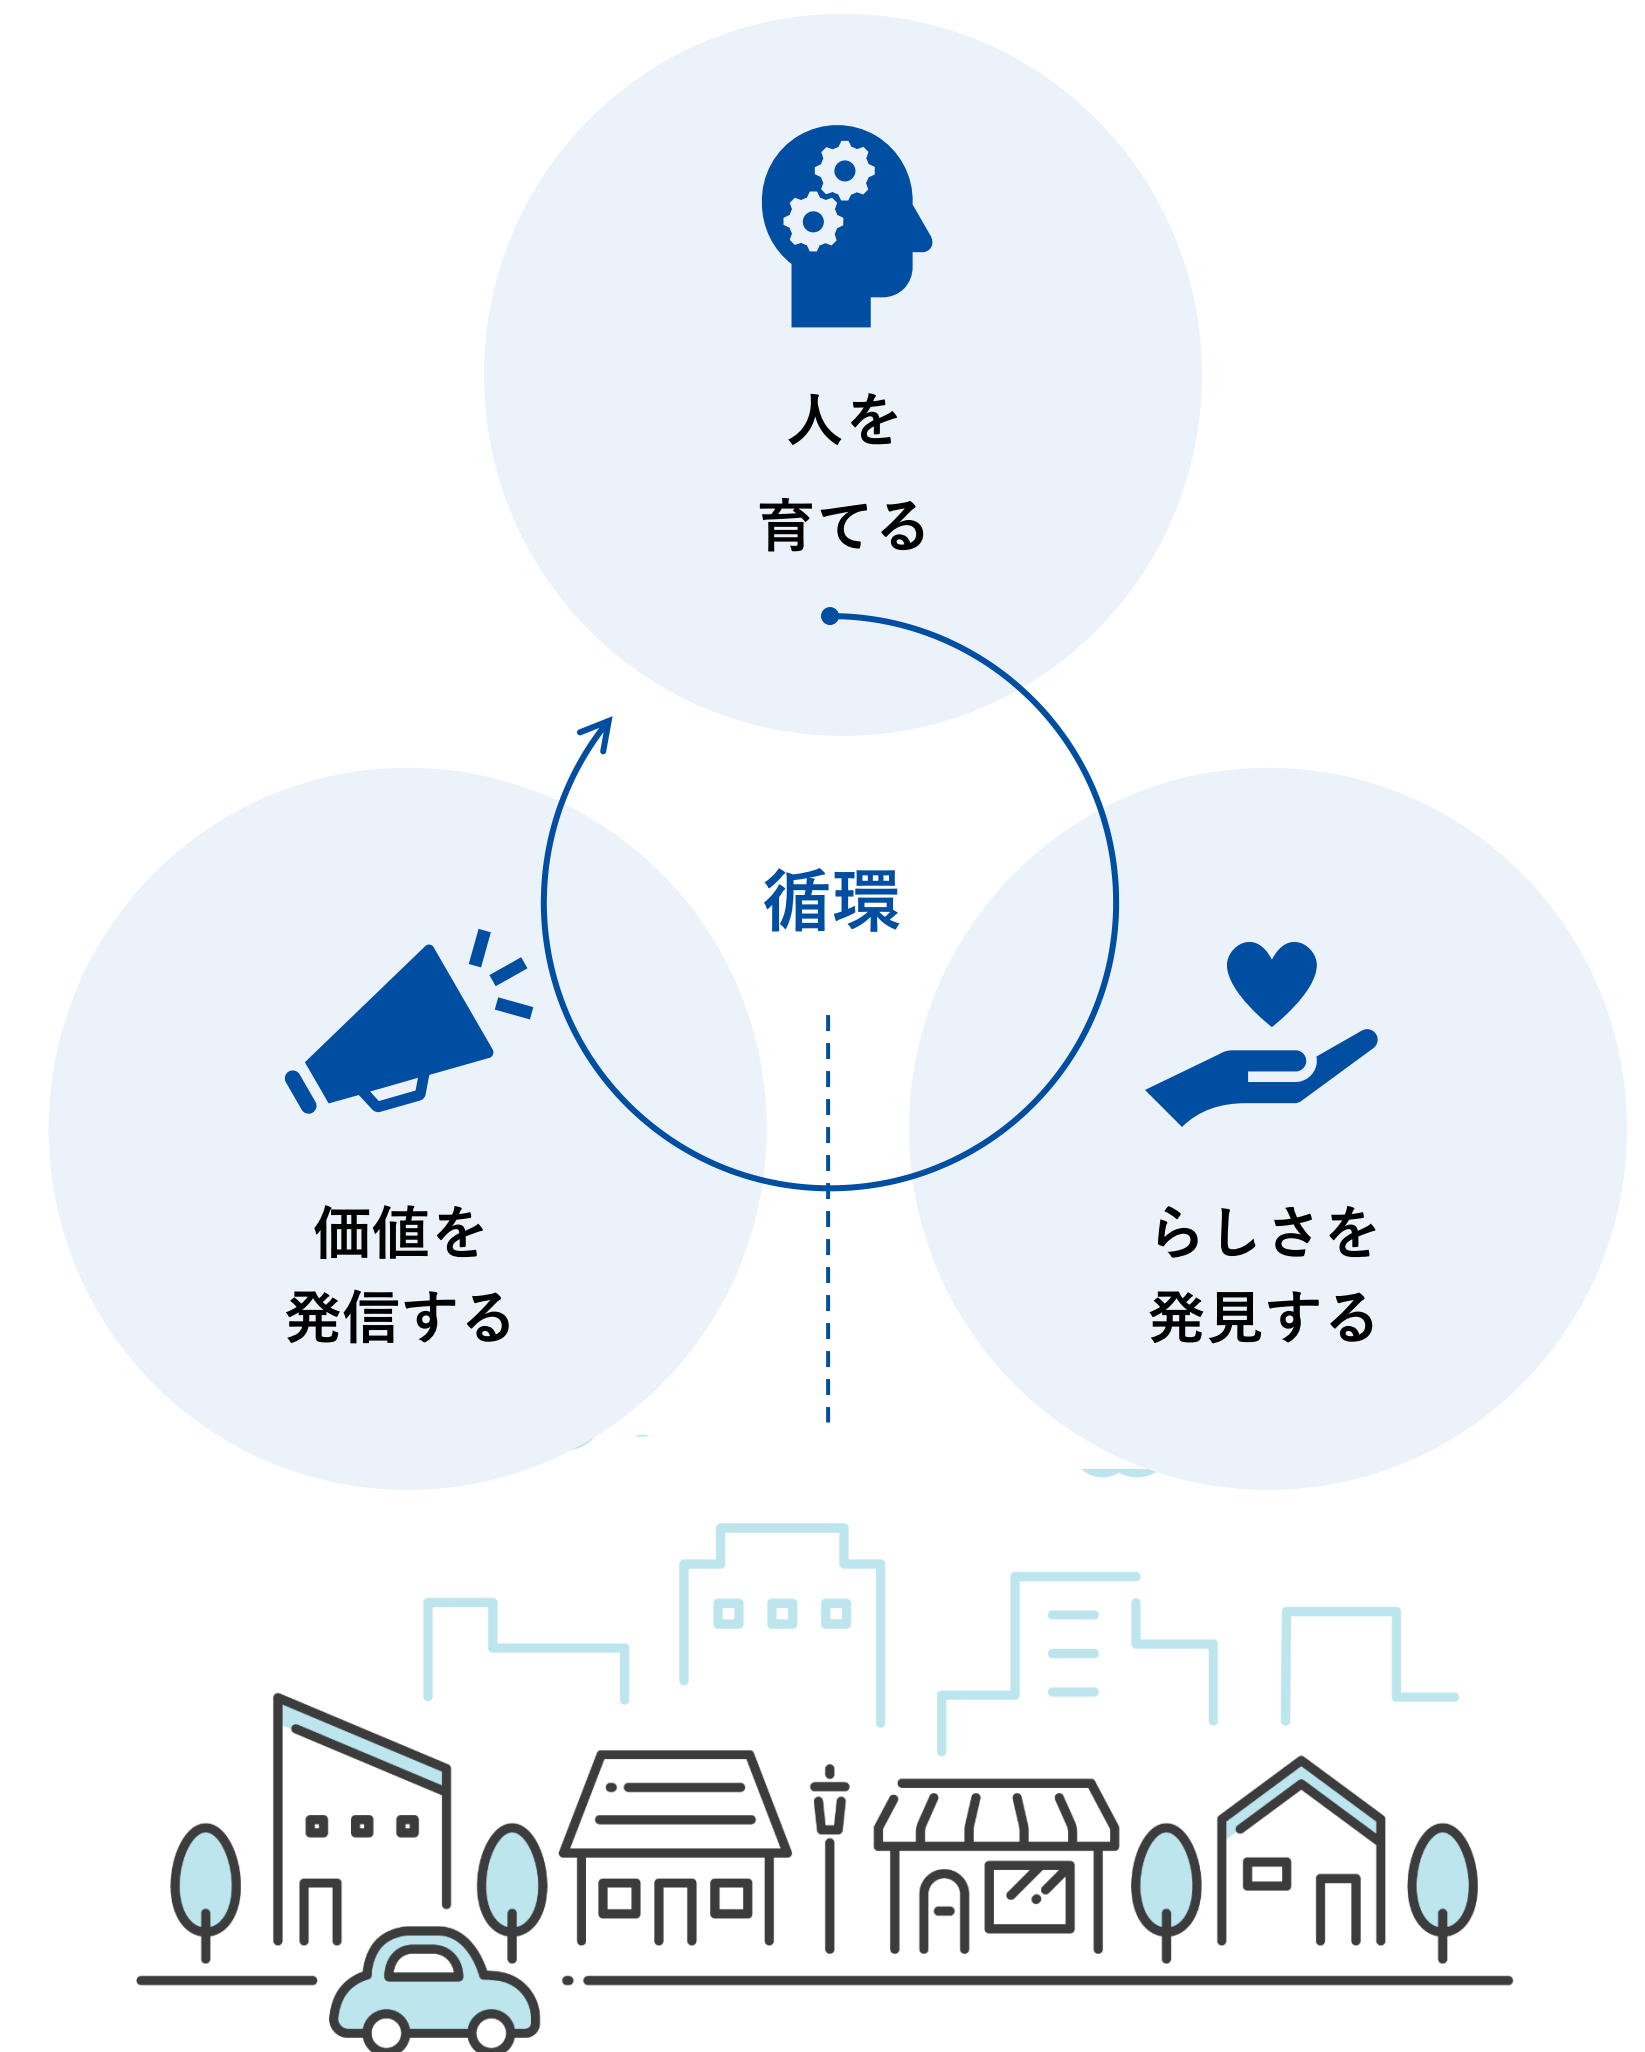 人を
育てる
循環
価値を
発信する
らしさを
発見する